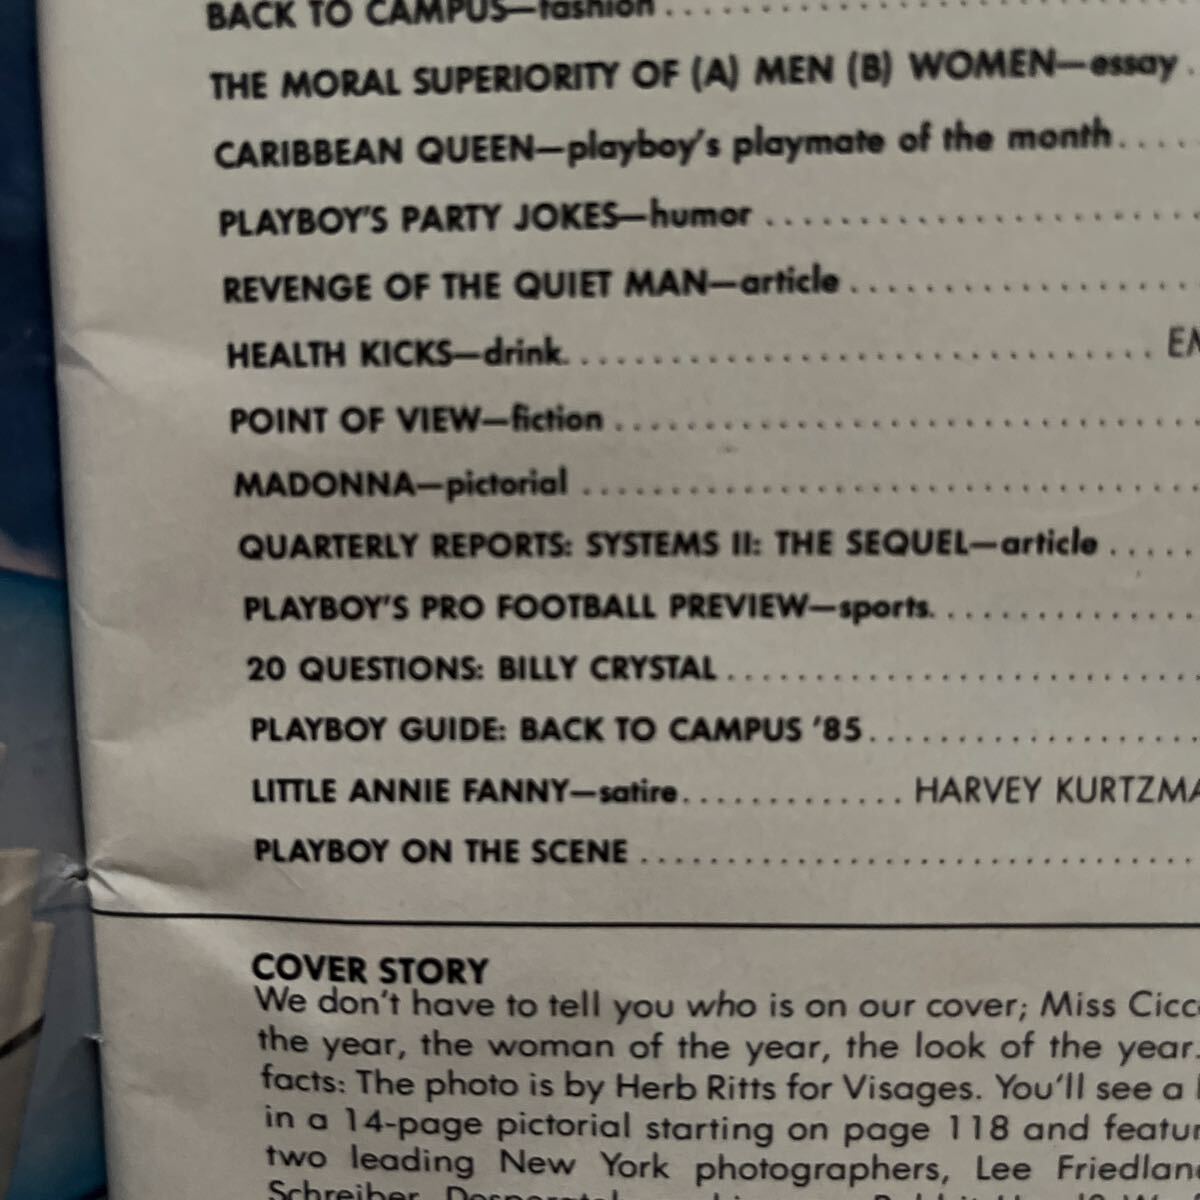 BACK TO CAMPUS—fashion
THE MORAL SUPERIORITY OF (A) MEN (B) WOMEN—essay
CARIBBEAN QUEEN—playboy's playmate of the month
PLAYBOY'S PARTY JOKES—humor
REVENGE OF THE QUIET MAN—article
HEALTH KICKS—drink
POINT OF VIEW—fiction
MADONNA—pictorial
QUARTERLY REPORTS: SYSTEMS II: THE SEQUEL—article
PLAYBOY'S PRO FOOTBALL PREVIEW—sports
20 QUESTIONS: BILLY CRYSTAL
PLAYBOY GUIDE: BACK TO CAMPUS '85
LITTLE ANNIE FANNY—satire HARVEY KURTZMA
PLAYBOY ON THE SCENE
COVER STORY
We don't have to tell you who is on our cover; Miss Cicc
the year, the woman of the year, the look of the year.
facts: The photo is by Herb Ritts for Visages. You'll see a
in a 14-page pictorial starting on page 118 and featur
two leading New York photographers, Lee Friedlan
Schreiber.